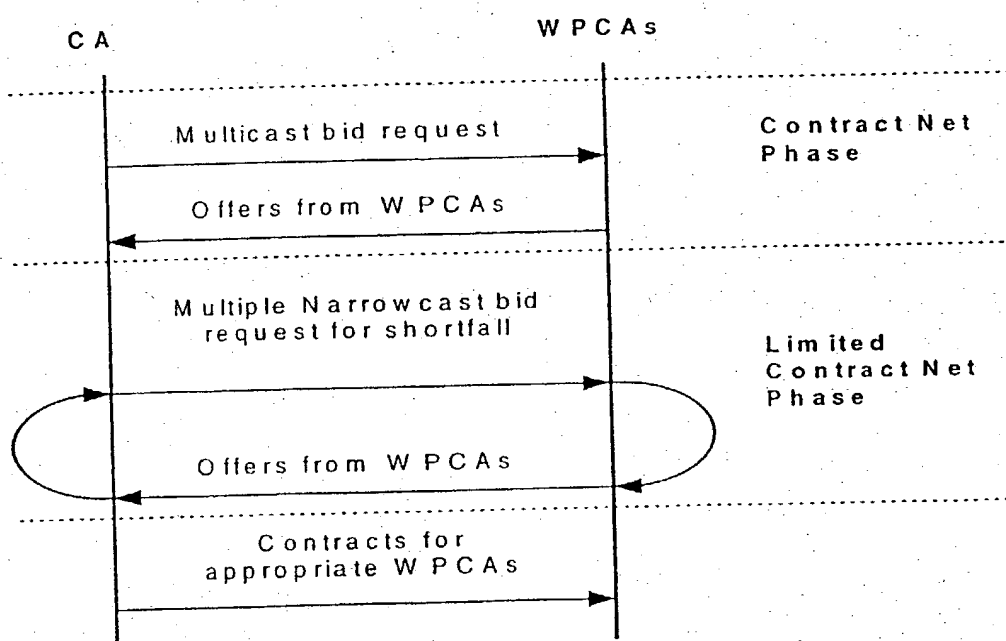 CA
WPCAs
Multicast bid request
Contract Net
Phase
Offers from WPCAs
Multiple Narrowcast bid
request for shortfall
Limited
Contract Net
Phase
Offers from WPCAs
Contracts for
appropriate WPCAs